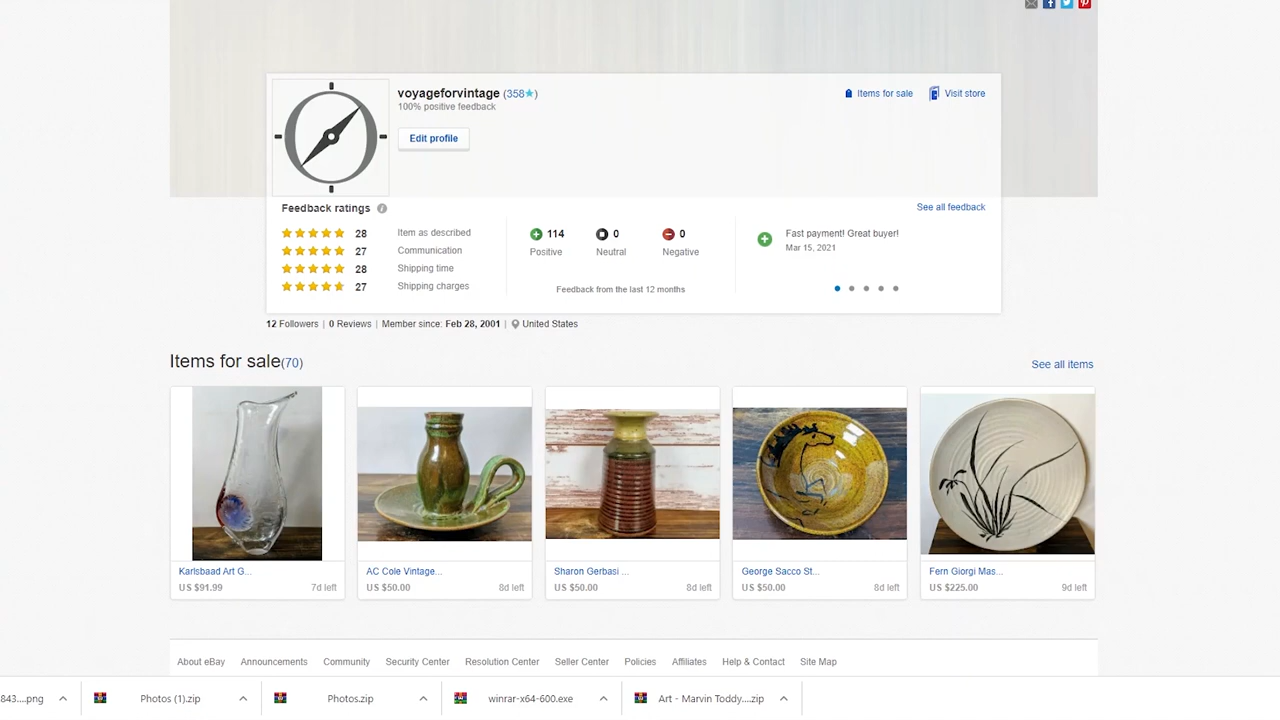 voyageforvintage (358★)
100% positive feedback
Items for sale
Visit store
Edit profile
Feedback ratings
See all feedback
28 Item as described
27 Communication
28 Shipping time
27 Shipping charges
114 Positive
0 Neutral
0 Negative
Feedback from the last 12 months
Fast payment! Great buyer!
Mar 15, 2021
12 Followers | 0 Reviews | Member since: Feb 28, 2001 | United States
Items for sale(70)
See all items
Karlsbaad Art G...
US $91.99 7d left
AC Cole Vintage...
US $50.00 8d left
Sharon Gerbasi ...
US $50.00 8d left
George Sacco St...
US $50.00 8d left
Fern Giorgi Mas...
US $225.00 9d left
About eBay Announcements Community Security Center Resolution Center Seller Center Policies Affiliates Help & Contact Site Map
843....png Photos (1).zip Photos.zip winrar-x64-600.exe Art - Marvin Toddy....zip